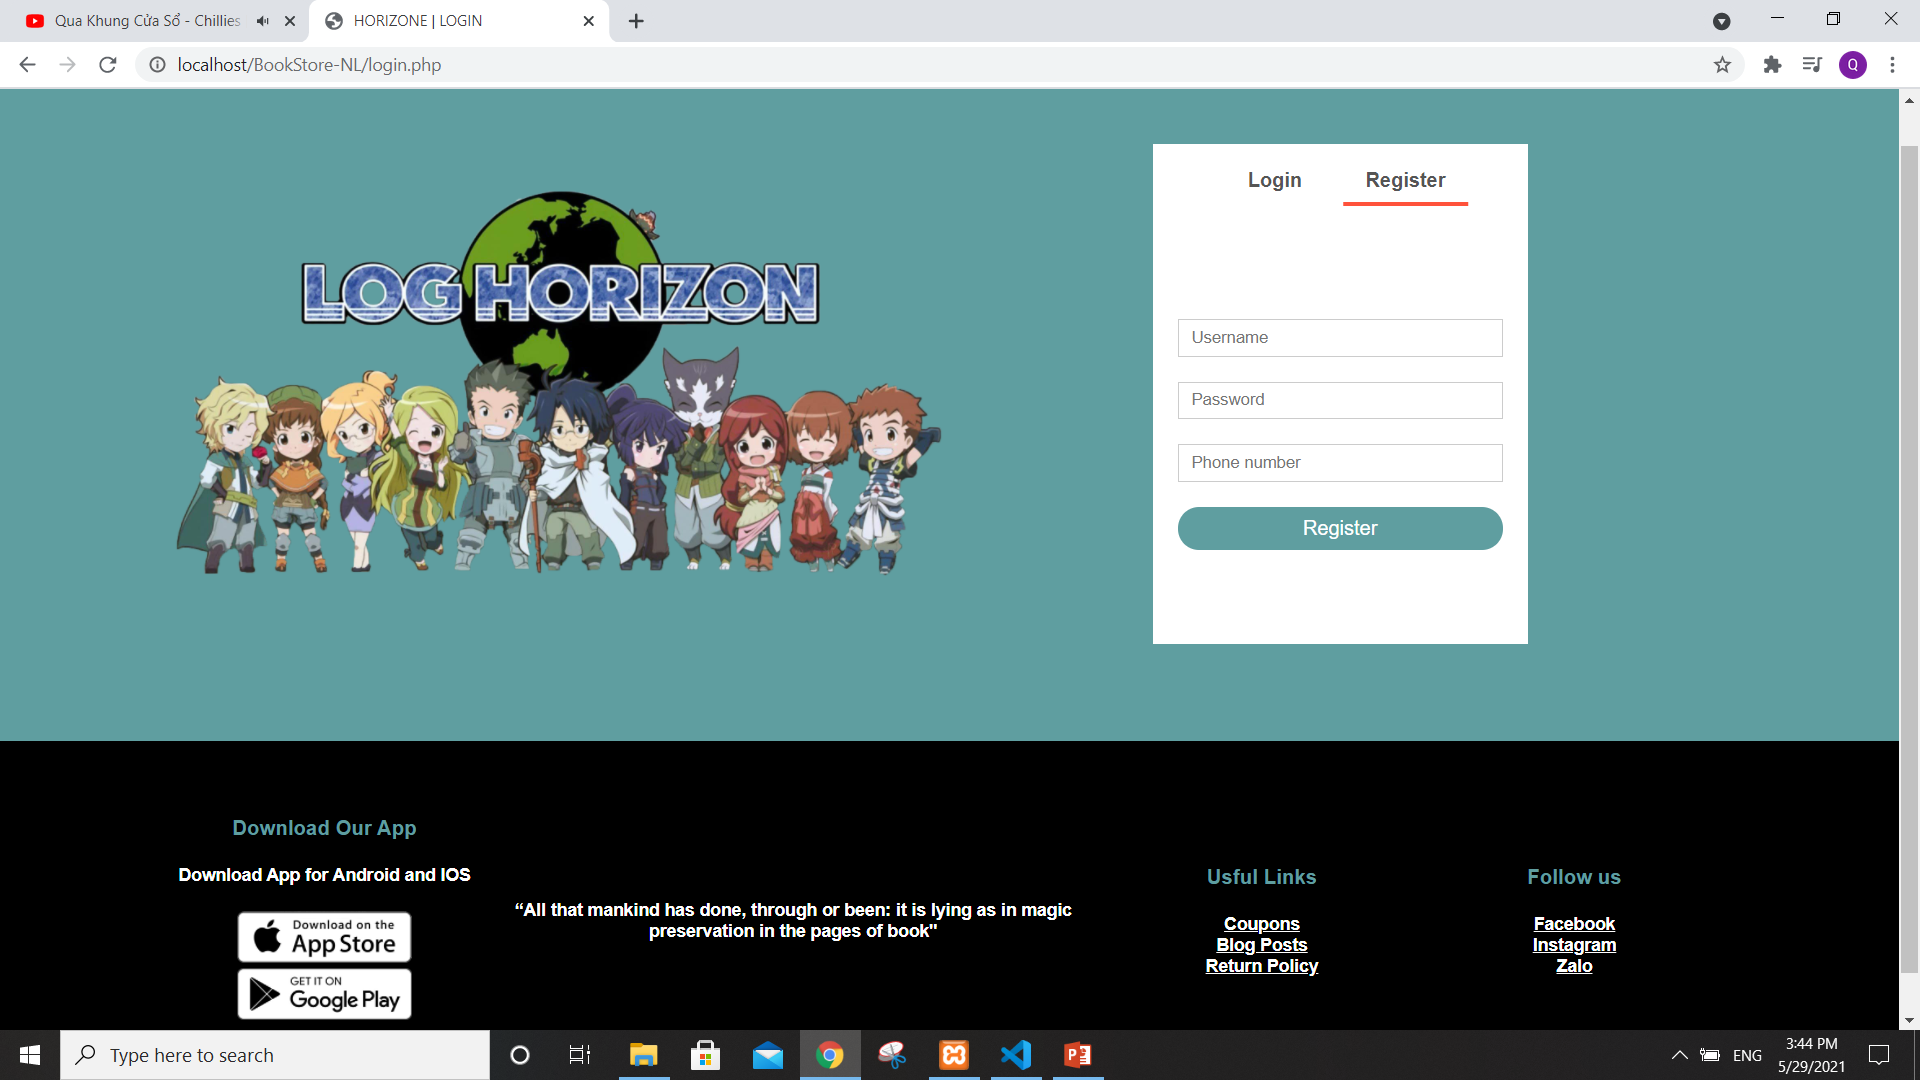 Qua Khung Cửa Sổ - Chillies
HORIZONE | LOGIN
localhost/BookStore-NL/login.php
Q
Login
Register
LOG HORIZON
Username
Password
Phone number
Register
Download Our App
Download App for Android and IOS
Download on the
App Store
GET IT ON
Google Play
“All that mankind has done, through or been: it is lying as in magic
preservation in the pages of book"
Usful Links
Coupons
Blog Posts
Return Policy
Follow us
Facebook
Instagram
Zalo
Type here to search
ENG
3:44 PM
5/29/2021